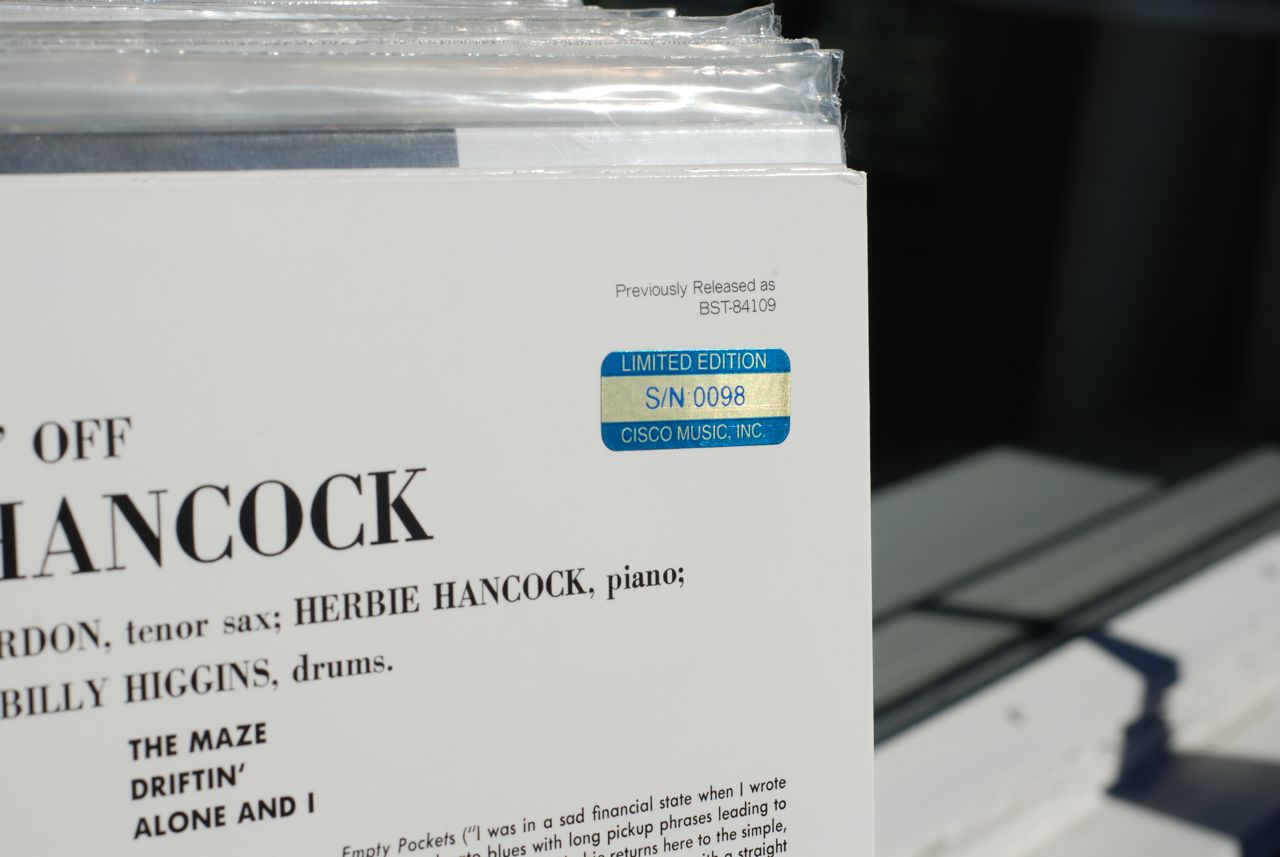 Previously Released as
BST-84109
LIMITED EDITION
S/N 0098
CISCO MUSIC, INC.
' OFF
HANCOCK
RDON, tenor sax; HERBIE HANCOCK, piano;
BILLY HIGGINS, drums.
THE MAZE
DRIFTIN'
ALONE AND I
Empty Pockets ("I was in a sad financial state when I wrote
blues with long pickup phrases leading to
returns here to the simple,
with a straight